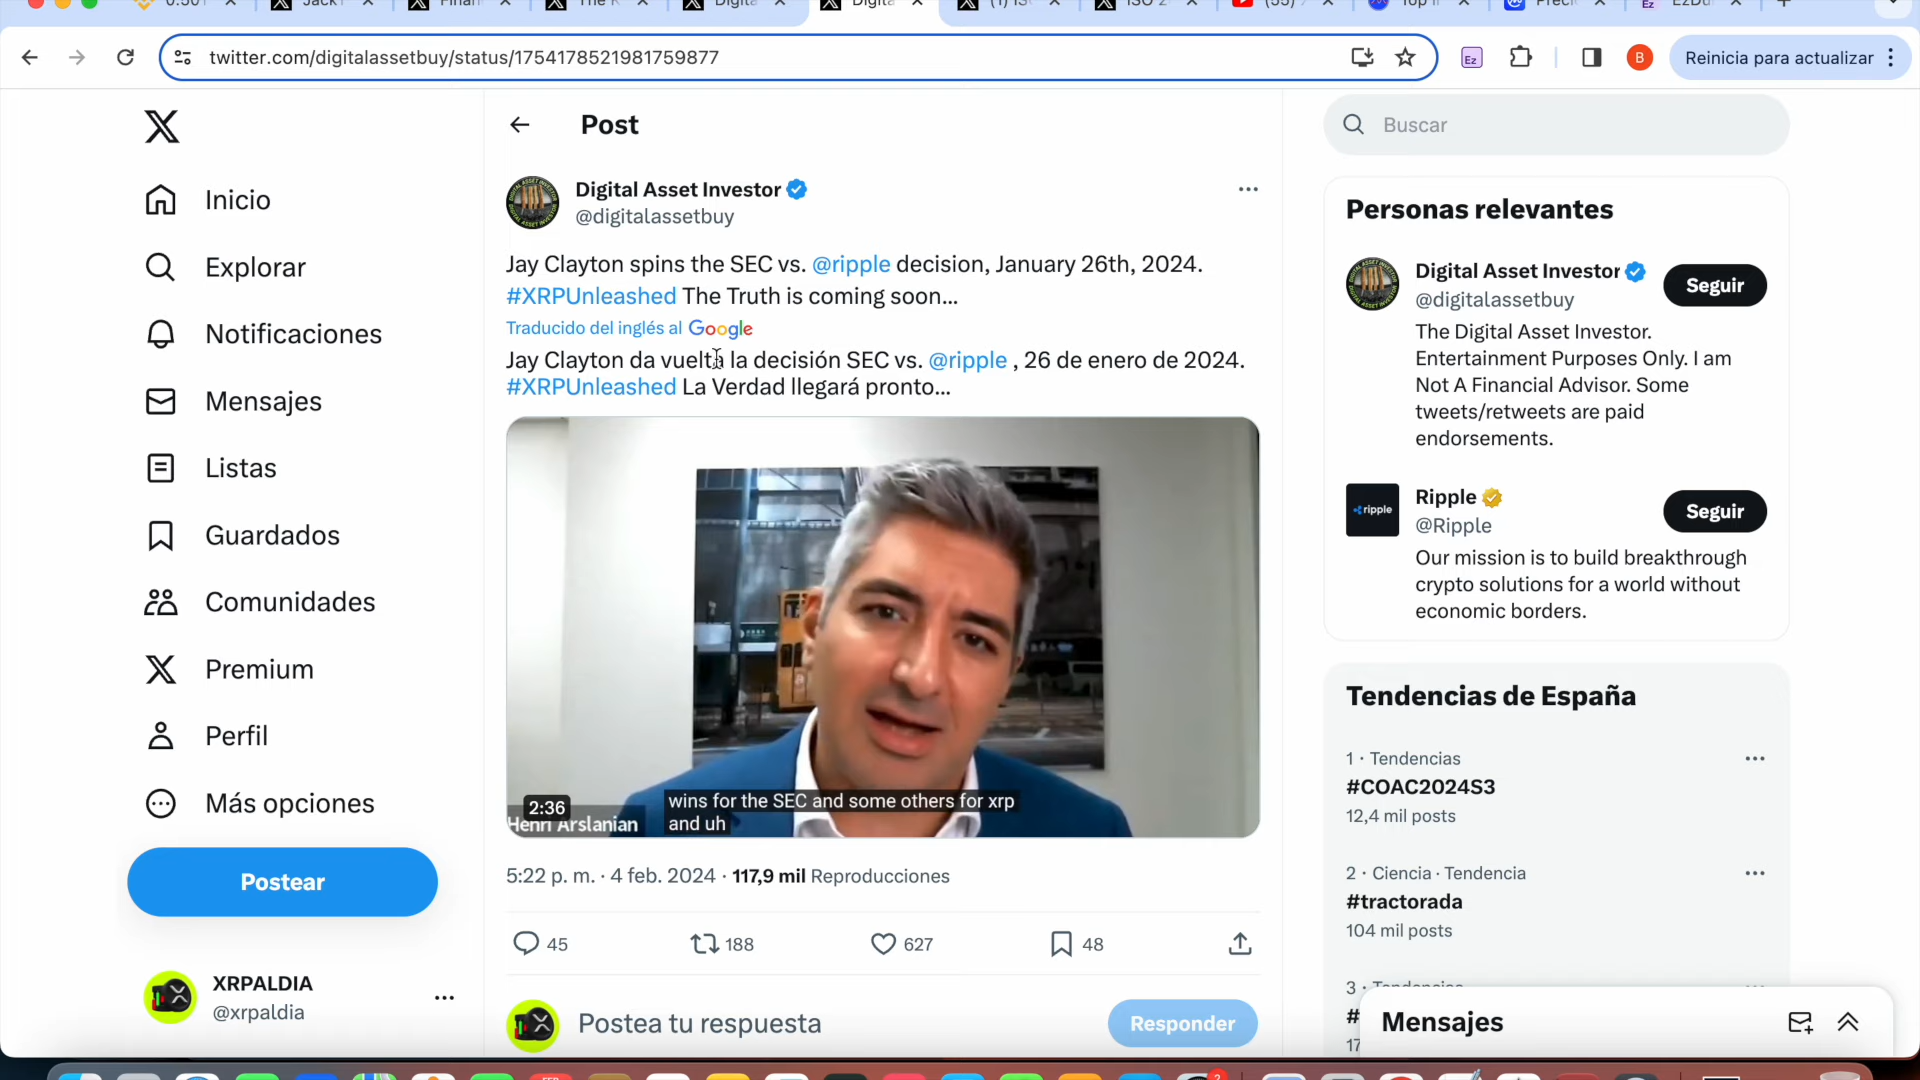 twitter.com/digitalassetbuy/status/1754178521981759877
Ez
B
Reinicia para actualizar
Inicio
Explorar
Notificaciones
Mensajes
Listas
Guardados
Comunidades
Premium
Perfil
Más opciones
Postear
XRPALDIA
@xrpaldia
Post
Digital Asset Investor
@digitalassetbuy
Jay Clayton spins the SEC vs. @ripple decision, January 26th, 2024.
#XRPUnleashed The Truth is coming soon...
Traducido del inglés al Google
Jay Clayton da vuelta la decisión SEC vs. @ripple , 26 de enero de 2024.
#XRPUnleashed La Verdad llegará pronto...
2:36
Henri Arslanian
wins for the SEC and some others for xrp
and uh
5:22 p. m. · 4 feb. 2024 · 117,9 mil Reproducciones
45
188
627
48
Postea tu respuesta
Responder
Buscar
Personas relevantes
Digital Asset Investor
@digitalassetbuy
Seguir
The Digital Asset Investor.
Entertainment Purposes Only. I am
Not A Financial Advisor. Some
tweets/retweets are paid
endorsements.
ripple
Ripple
@Ripple
Seguir
Our mission is to build breakthrough
crypto solutions for a world without
economic borders.
Tendencias de España
1 · Tendencias
#COAC2024S3
12,4 mil posts
2 · Ciencia · Tendencia
#tractorada
104 mil posts
3 · Tendencias
#
17
Mensajes